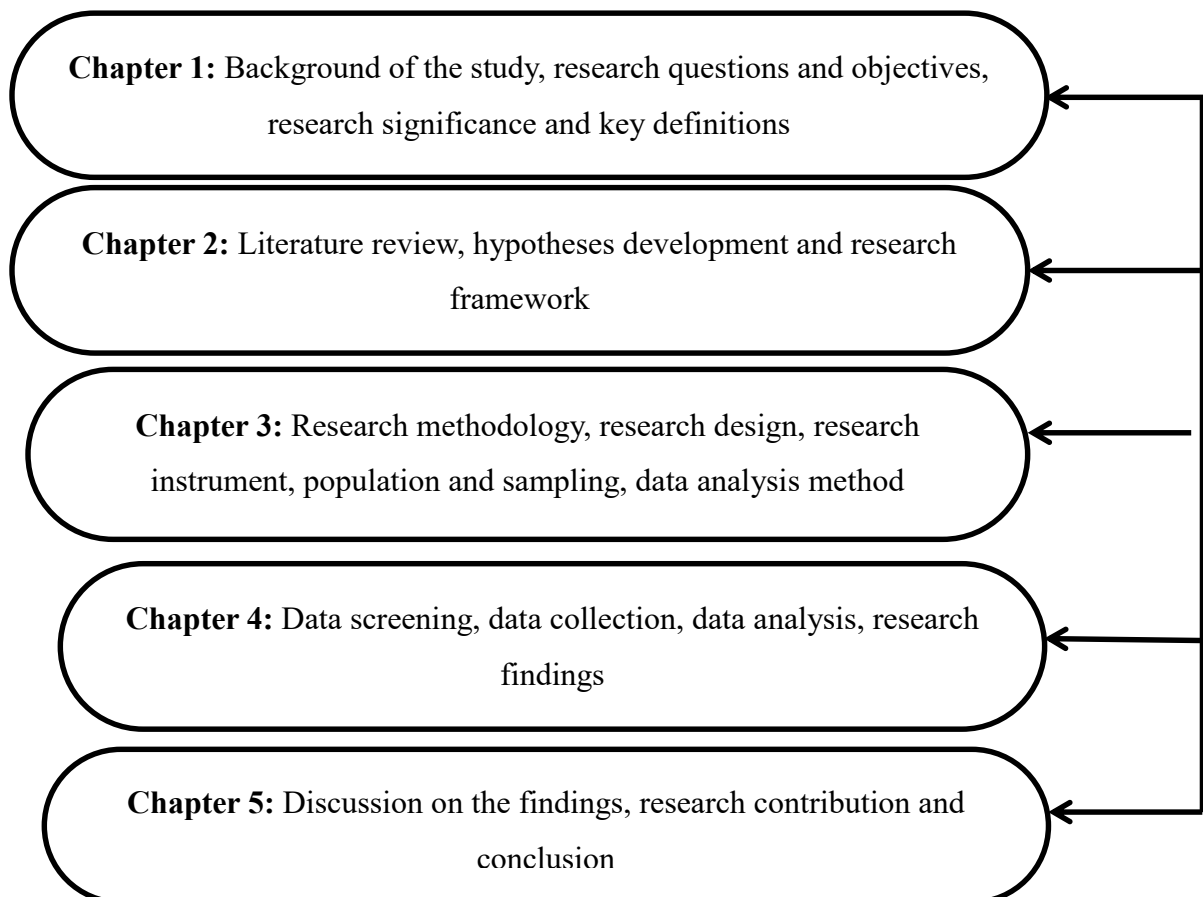 Chapter 1: Background of the study, research questions and objectives,
research significance and key definitions
Chapter 2: Literature review, hypotheses development and research
framework
Chapter 3: Research methodology, research design, research
instrument, population and sampling, data analysis method
Chapter 4: Data screening, data collection, data analysis, research
findings
Chapter 5: Discussion on the findings, research contribution and
conclusion